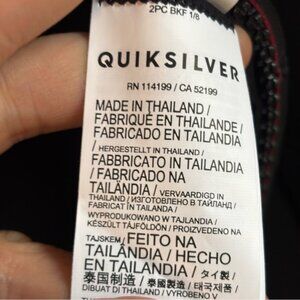 2PC BKF 1/8
QUIKSILVER
RN 114199 / CA 52199
MADE IN THAILAND /
FABRIQUÉ EN THAILANDE /
FABRICADO EN TAILANDIA
/ HERGESTELLT IN THAILAND /
FABBRICATO IN TAILANDIA
/ FABRICADO NA
TAILÂNDIA / VERVAARDIGD IN
THAILAND / ИЗГОТОВЛЕНО В ТАЙЛАНД /
FABRICAT ÎN TAILANDA /
WYPRODUKOWANO W TAJLANDII /
KÉSZÜLT TÁJFÖLDÖN / PROIZVEDENO NA
TAJSKEM / FEITO NA
TAILÂNDIA / HECHO
EN TAILANDIA / タイ製 /
泰国制造 / 泰國製造 / 태국제품 /
DIBUAT DI THAILAND / VYROBENO V